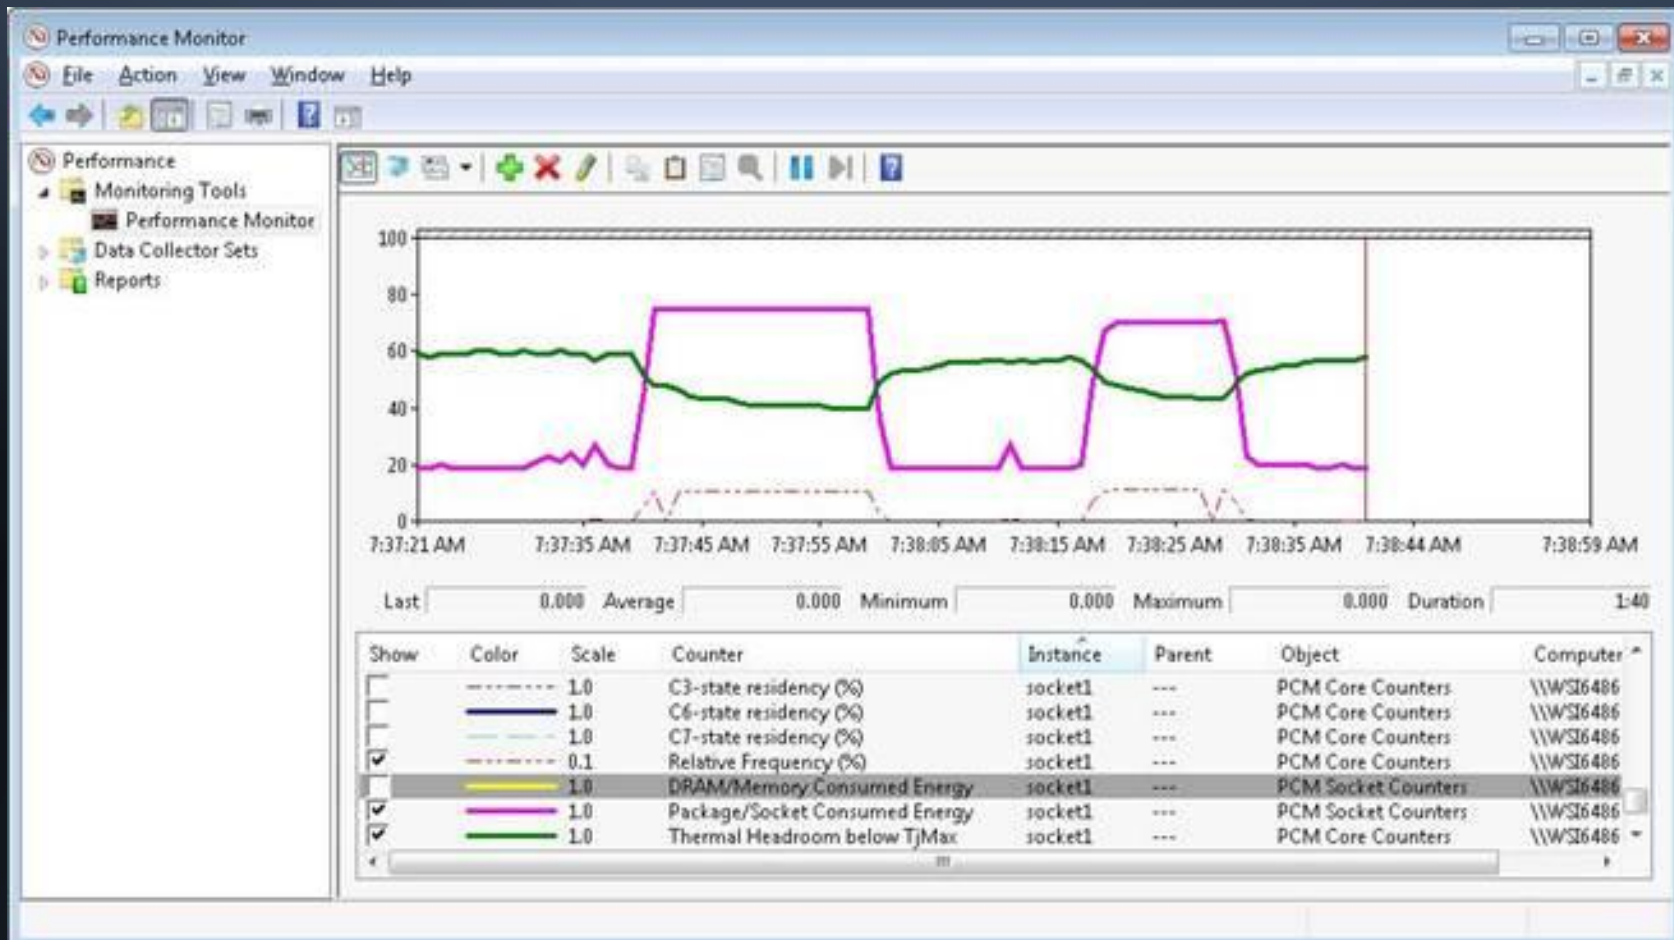 Performance Monitor
File Action View Window Help
Performance
Monitoring Tools
Performance Monitor
Data Collector Sets
Reports
100
80
60
40
20
0
7:37:21 AM 7:37:35 AM 7:37:45 AM 7:37:55 AM 7:38:05 AM 7:38:15 AM 7:38:25 AM 7:38:35 AM 7:38:44 AM 7:38:59 AM
Last 0.000 Average 0.000 Minimum 0.000 Maximum 0.000 Duration 1:40
Show Color Scale Counter Instance Parent Object Computer
1.0 C3-state residency (%) socket1 --- PCM Core Counters \\WSI6486
1.0 C6-state residency (%) socket1 --- PCM Core Counters \\WSI6486
1.0 C7-state residency (%) socket1 --- PCM Core Counters \\WSI6486
0.1 Relative Frequency (%) socket1 --- PCM Core Counters \\WSI6486
1.0 DRAM/Memory Consumed Energy socket1 --- PCM Socket Counters \\WSI6486
1.0 Package/Socket Consumed Energy socket1 --- PCM Socket Counters \\WSI6486
1.0 Thermal Headroom below TjMax socket1 --- PCM Core Counters \\WSI6486